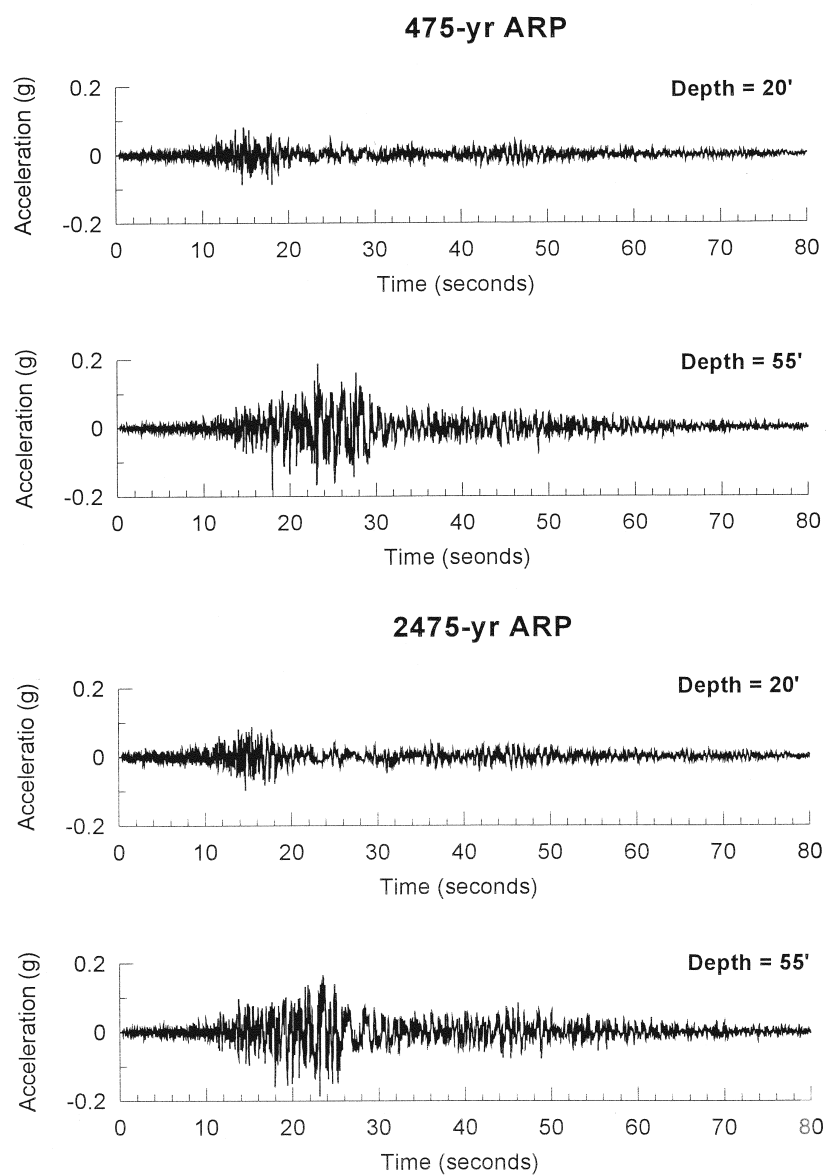 475-yr ARP
Depth = 20'
Acceleration (g)
0.2
0
-0.2
0 10 20 30 40 50 60 70 80
Time (seconds)
Depth = 55'
Acceleration (g)
0.2
0
-0.2
0 10 20 30 40 50 60 70 80
Time (seonds)
2475-yr ARP
Depth = 20'
Acceleratio (g)
0.2
0
-0.2
0 10 20 30 40 50 60 70 80
Time (seconds)
Depth = 55'
Acceleration (g)
0.2
0
-0.2
0 10 20 30 40 50 60 70 80
Time (seconds)